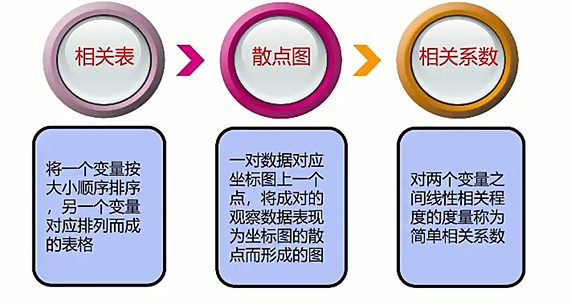 相关表
散点图
相关系数
将一个变量按
大小顺序排序
，另一个变量
对应排列而成
的表格
一对数据对应
坐标图上一个
点，将成对的
观察数据表现
为坐标图的散
点而形成的图
对两个变量之
间线性相关程
度的度量称为
简单相关系数